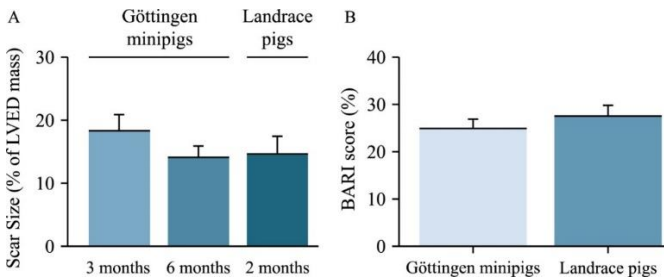 A
Göttingen
minipigs
Landrace
pigs
Scar Size (% of LVED mass)
30
20
10
0
3 months
6 months
2 months
B
BARI score (%)
40
30
20
10
0
Göttingen minipigs
Landrace pigs